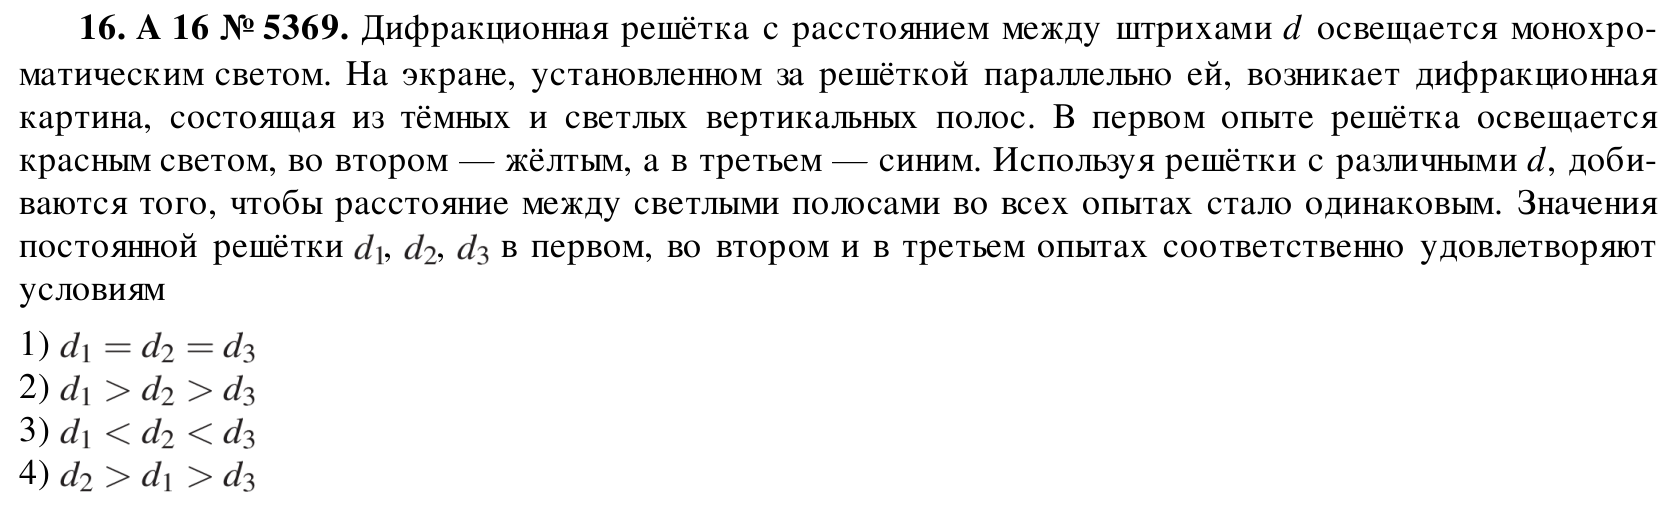 16. А 16 № 5369. Дифракционная решётка с расстоянием между штрихами d освещается монохро-
матическим светом. На экране, установленном за решёткой параллельно ей, возникает дифракционная
картина, состоящая из тёмных и светлых вертикальных полос. В первом опыте решётка освещается
красным светом, во втором — жёлтым, а в третьем — синим. Используя решётки с различными d, доби-
ваются того, чтобы расстояние между светлыми полосами во всех опытах стало одинаковым. Значения
постоянной решётки d₁, d₂, d₃ в первом, во втором и в третьем опытах соответственно удовлетворяют
условиям
1) d₁ = d₂ = d₃
2) d₁ > d₂ > d₃
3) d₁ < d₂ < d₃
4) d₂ > d₁ > d₃